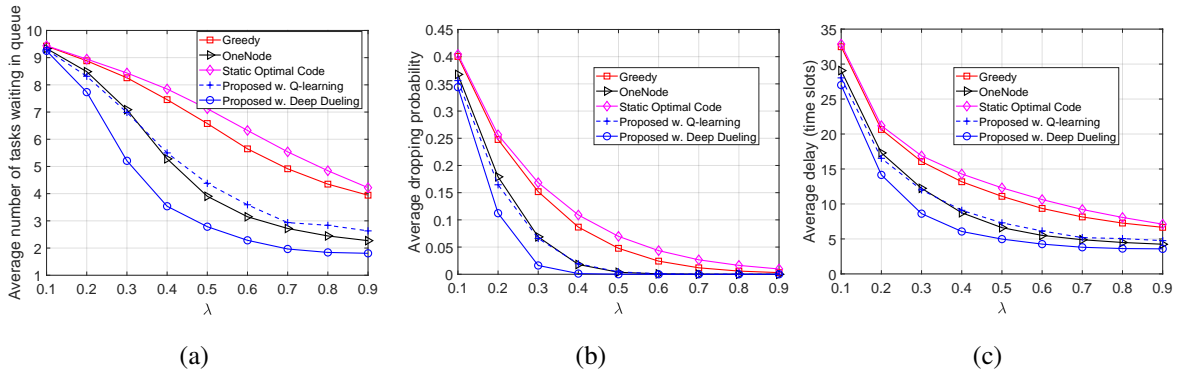 Average number of tasks waiting in queue
10
9
8
7
6
5
4
3
2
1
0.1 0.2 0.3 0.4 0.5 0.6 0.7 0.8 0.9
λ
Greedy
OneNode
Static Optimal Code
Proposed w. Q-learning
Proposed w. Deep Dueling
(a)
Average dropping probability
0.45
0.4
0.35
0.3
0.25
0.2
0.15
0.1
0.05
0
0.1 0.2 0.3 0.4 0.5 0.6 0.7 0.8 0.9
λ
Greedy
OneNode
Static Optimal Code
Proposed w. Q-learning
Proposed w. Deep Dueling
(b)
Average delay (time slots)
35
30
25
20
15
10
5
0
0.1 0.2 0.3 0.4 0.5 0.6 0.7 0.8 0.9
λ
Greedy
OneNode
Static Optimal Code
Proposed w. Q-learning
Proposed w. Deep Dueling
(c)